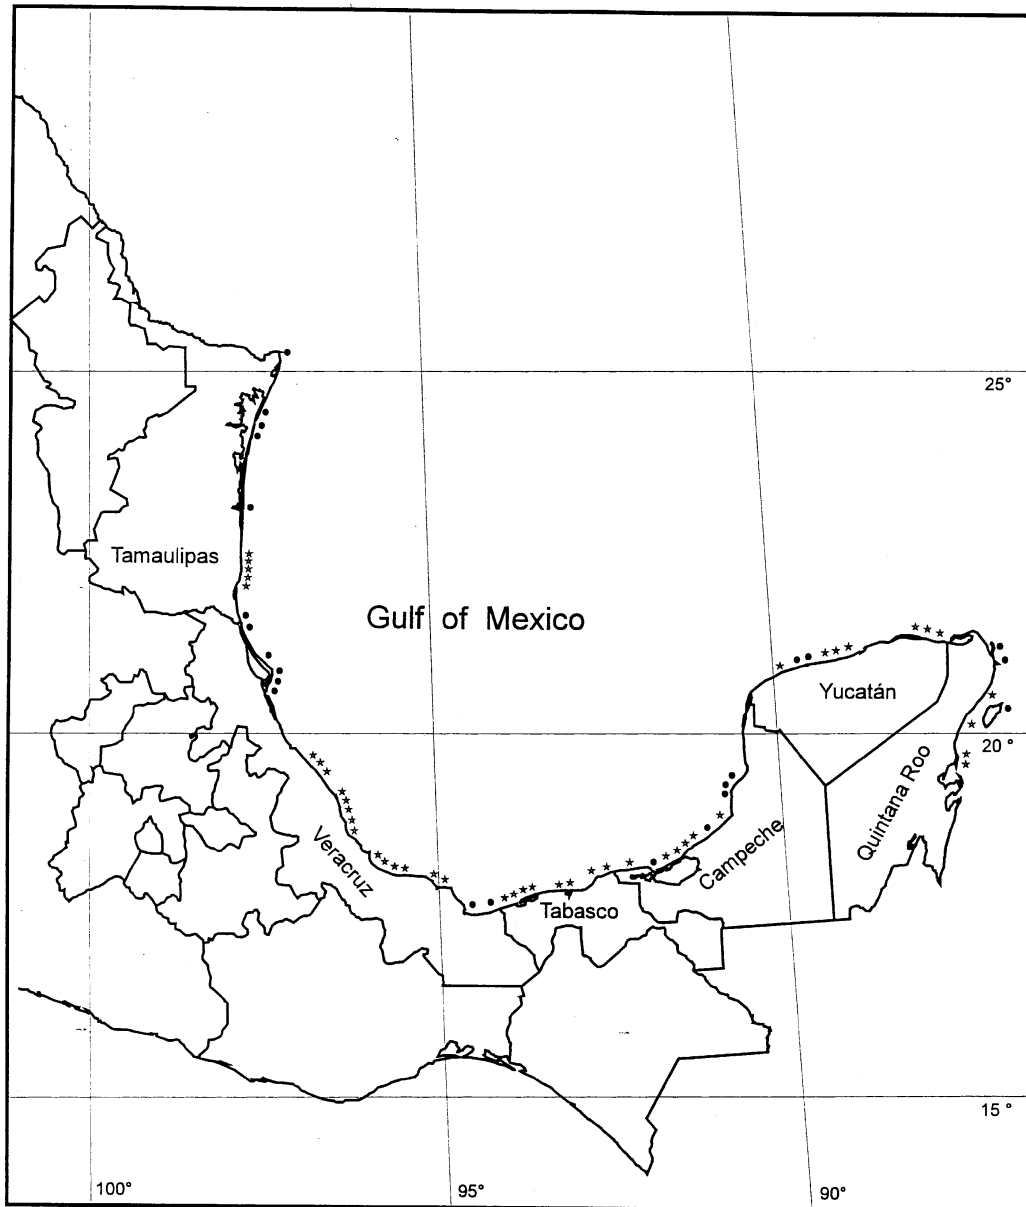 25°
Tamaulipas
Gulf of Mexico
Yucatán
20°
Quintana Roo
Campeche
Veracruz
Tabasco
15°
100°
95°
90°